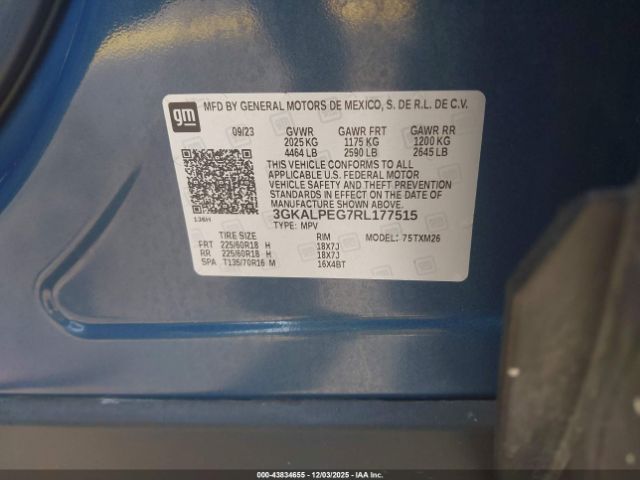 gm
MFD BY GENERAL MOTORS DE MEXICO, S. DE R.L. DE C.V.
09/23 GVWR GAWR FRT GAWR RR
2025 KG 1175 KG 1200 KG
4464 LB 2590 LB 2645 LB
THIS VEHICLE CONFORMS TO ALL
APPLICABLE U.S. FEDERAL MOTOR
VEHICLE SAFETY AND THEFT PREVENTION
STANDARDS IN EFFECT ON THE DATE OF
MANUFACTURE SHOWN ABOVE.
136H 3GKALPEG7RL177515
TYPE: MPV
TIRE SIZE RIM MODEL: 75TXM26
FRT 225/60R18 H 18X7J
RR 225/60R18 H 18X7J
SPA T135/70R16 M 16X4BT
000-43834655 - 12/03/2025 - IAA Inc.